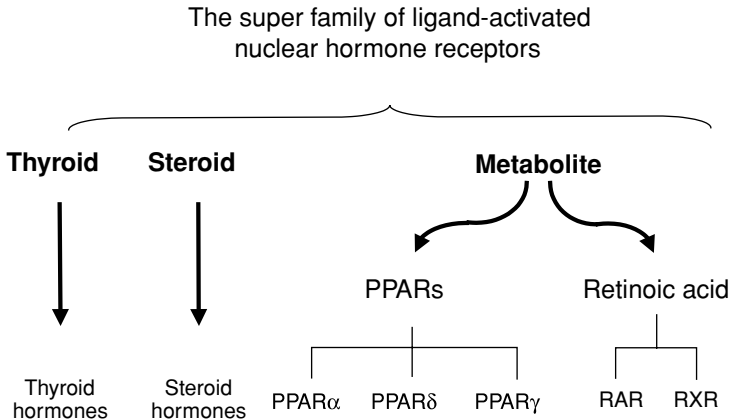 The super family of ligand-activated
nuclear hormone receptors
Thyroid
Steroid
Metabolite
PPARs
Retinoic acid
Thyroid
hormones
Steroid
hormones
PPARα
PPARδ
PPARγ
RAR
RXR